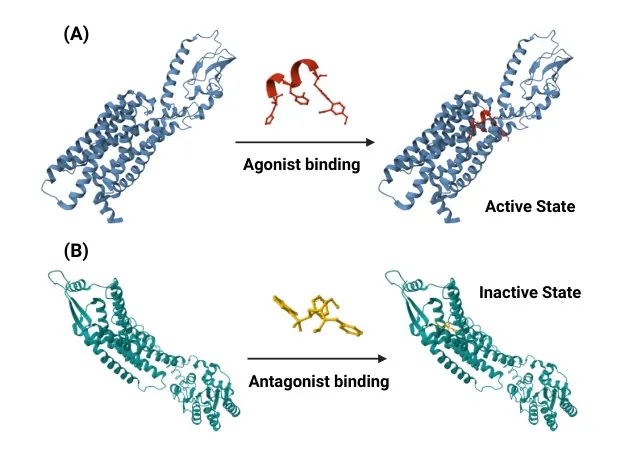 (A)
Agonist binding
Active State
(B)
Inactive State
Antagonist binding